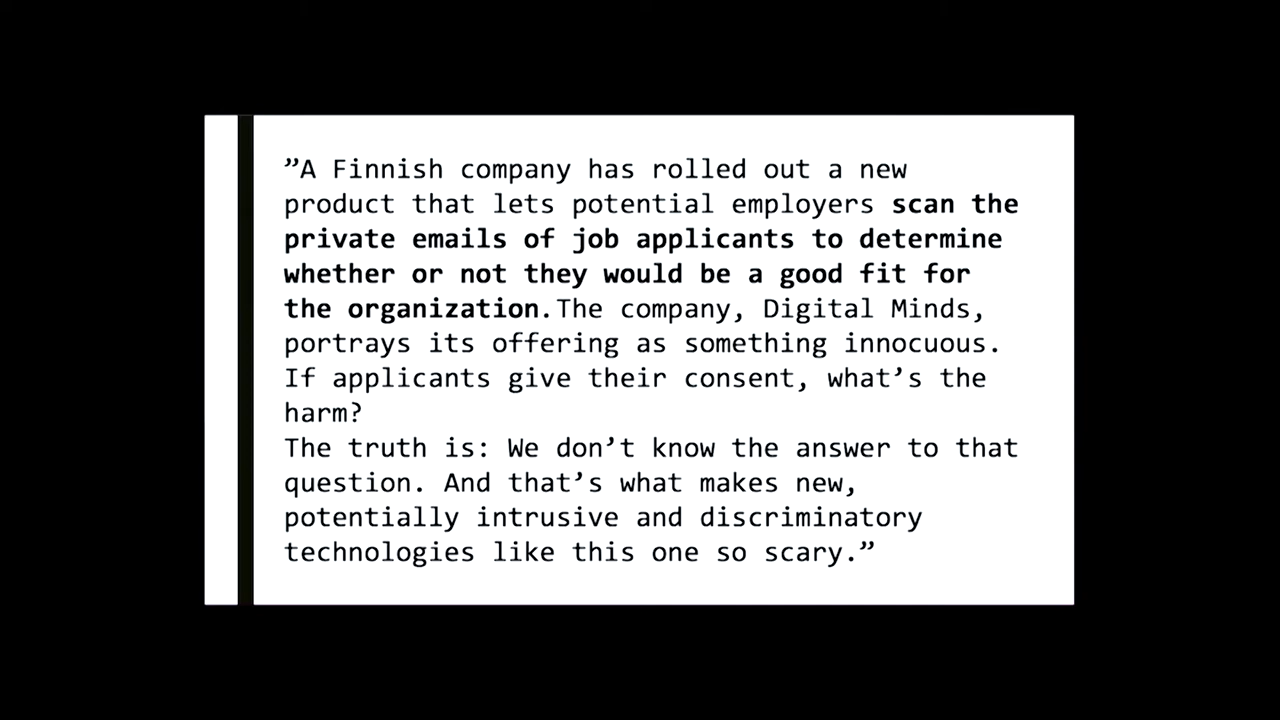 ”A Finnish company has rolled out a new
product that lets potential employers scan the
private emails of job applicants to determine
whether or not they would be a good fit for
the organization.The company, Digital Minds,
portrays its offering as something innocuous.
If applicants give their consent, what’s the
harm?
The truth is: We don’t know the answer to that
question. And that’s what makes new,
potentially intrusive and discriminatory
technologies like this one so scary.”